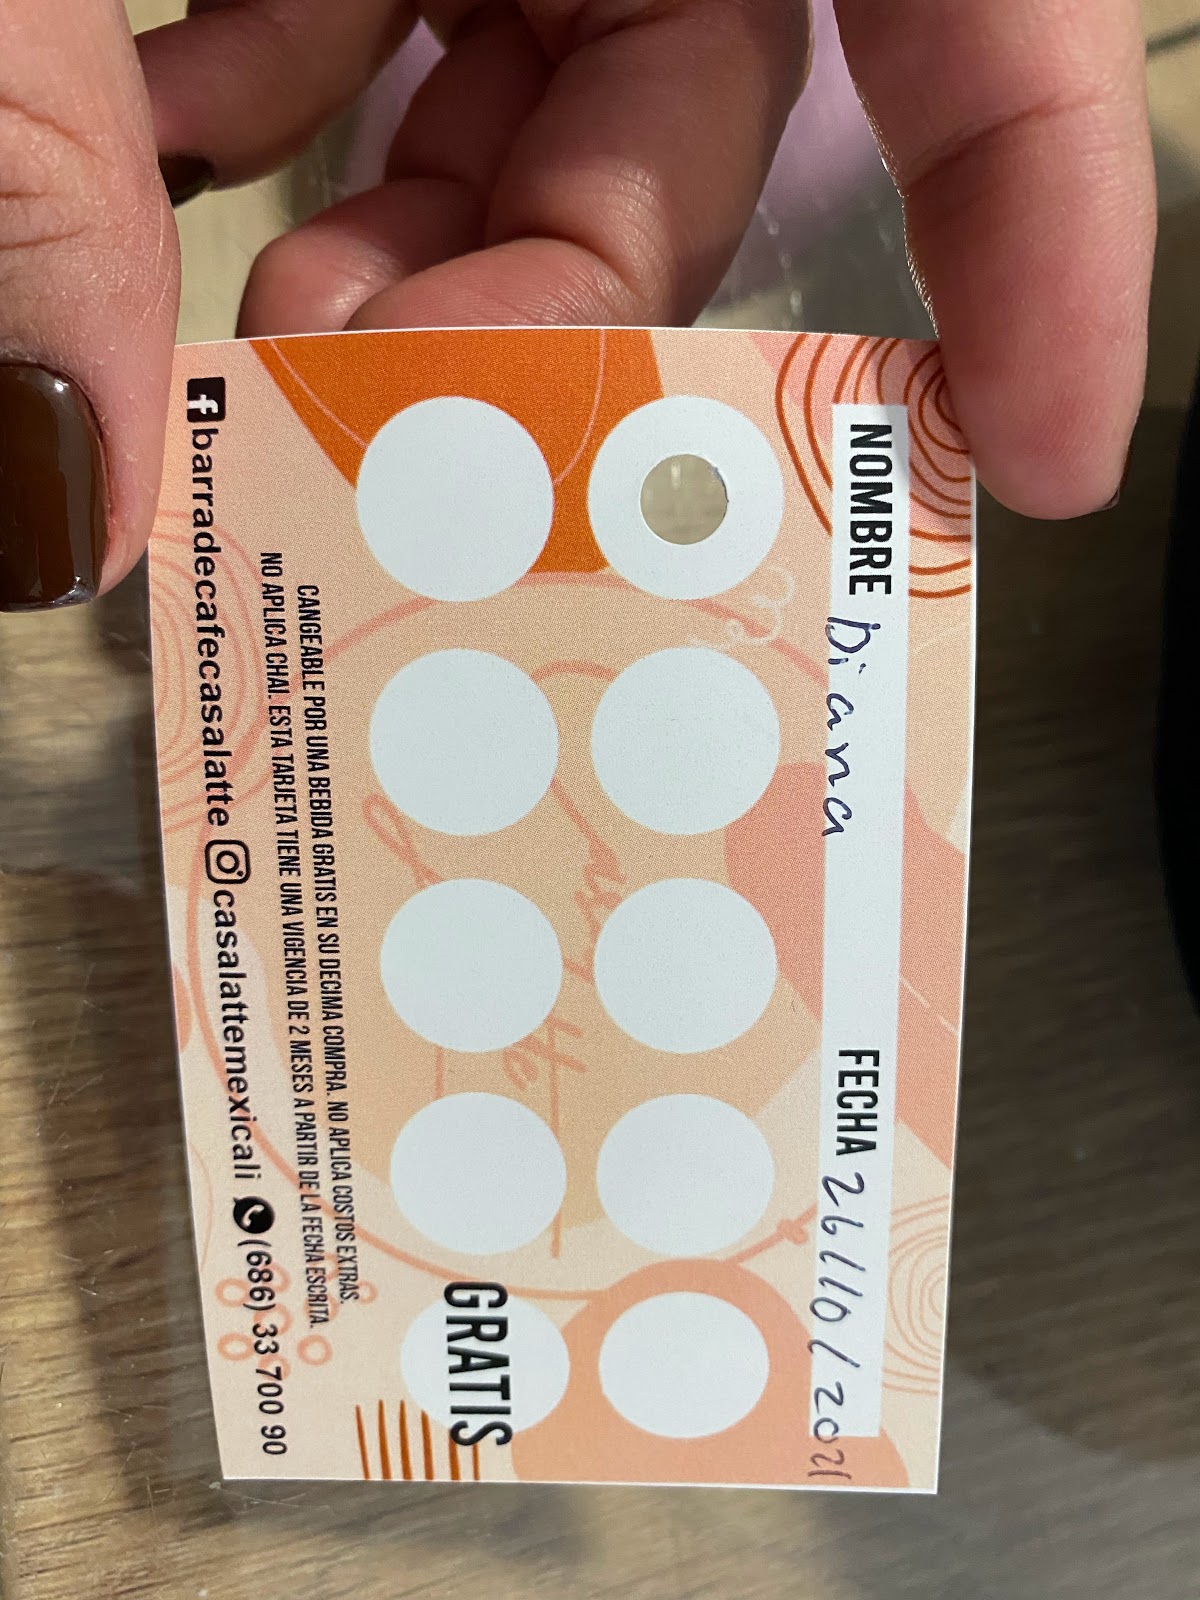 NOMBRE Diana FECHA 26/10/2021
GRATIS
CANGEABLE POR UNA BEBIDA GRATIS EN SU DECIMA COMPRA. NO APLICA COSTOS EXTRAS.
NO APLICA CHAI. ESTA TARJETA TIENE UNA VIGENCIA DE 2 MESES A PARTIR DE LA FECHA ESCRITA.
barradecafecasalatte casalattemexicali (686) 33 700 90